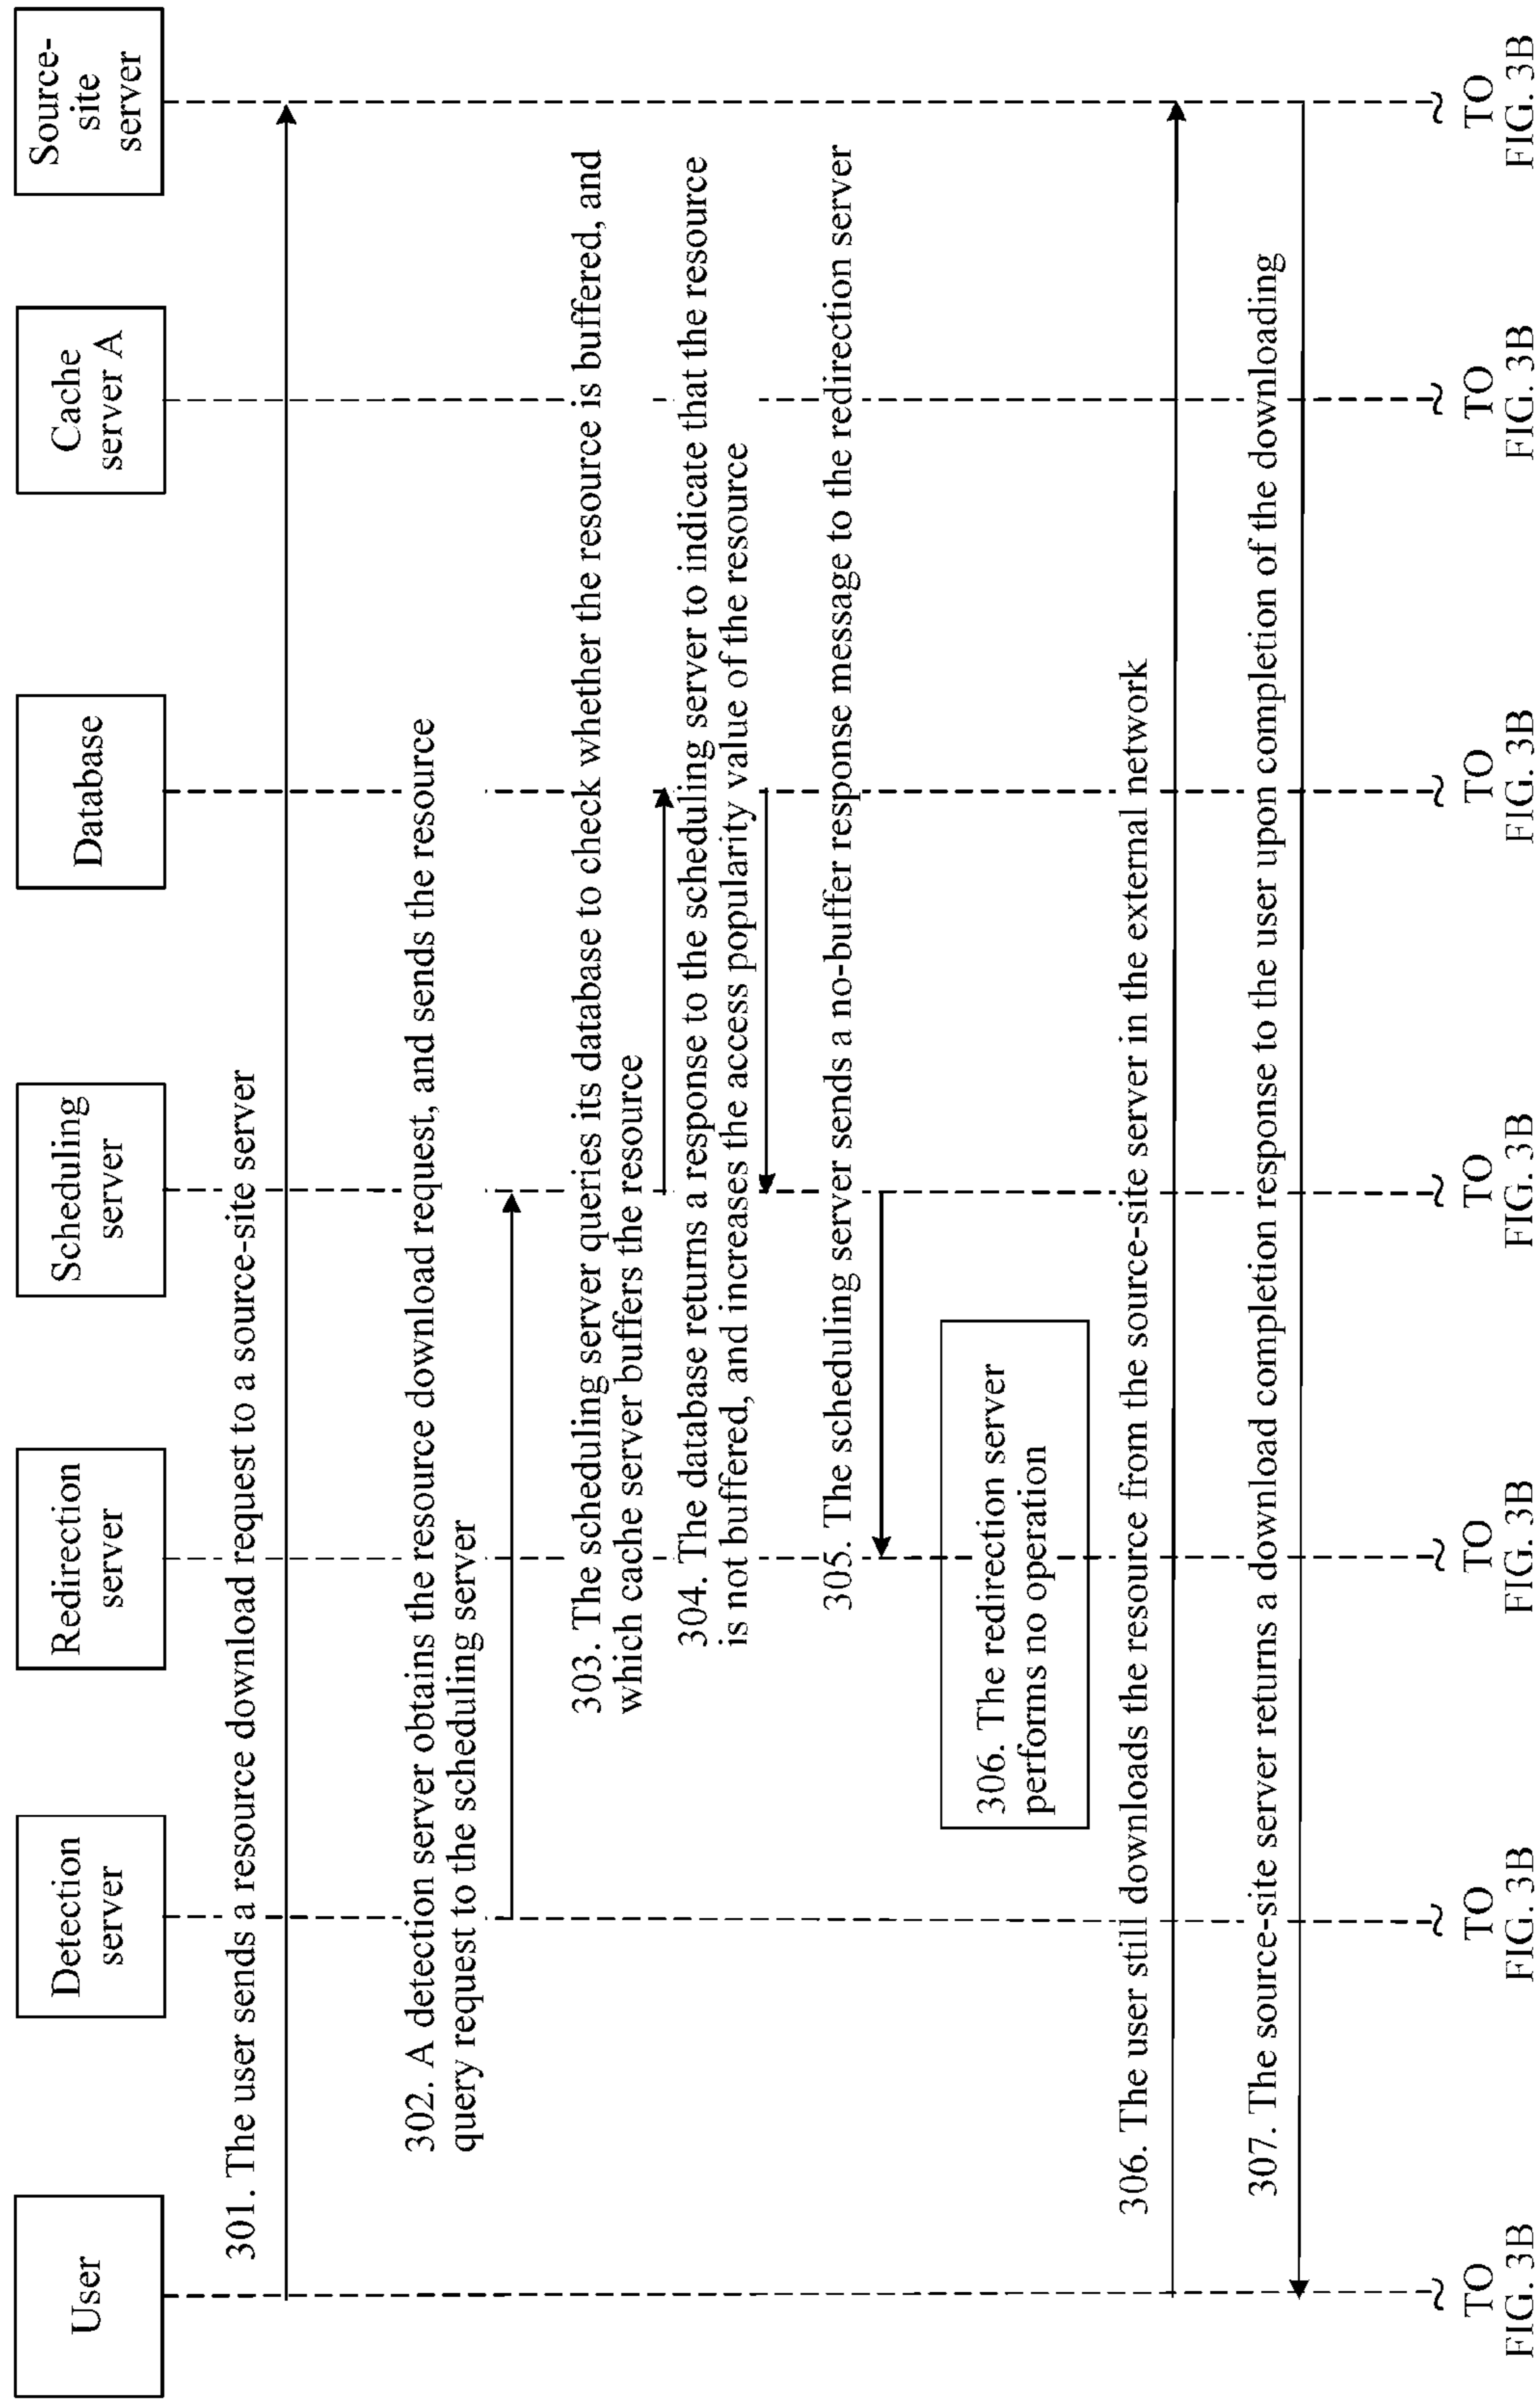 User
Detection
server
Redirection
server
Scheduling
server
Database
Cache
server A
Source-
site
server
301. The user sends a resource download request to a source-site server
302. A detection server obtains the resource download request, and sends the resource
query request to the scheduling server
303. The scheduling server queries its database to check whether the resource is buffered, and
which cache server buffers the resource
304. The database returns a response to the scheduling server to indicate that the resource
is not buffered, and increases the access popularity value of the resource
305. The scheduling server sends a no-buffer response message to the redirection server
306. The redirection server
performs no operation
306. The user still downloads the resource from the source-site server in the external network
307. The source-site server returns a download completion response to the user upon completion of the downloading
TO
FIG. 3B
TO
FIG. 3B
TO
FIG. 3B
TO
FIG. 3B
TO
FIG. 3B
TO
FIG. 3B
TO
FIG. 3B